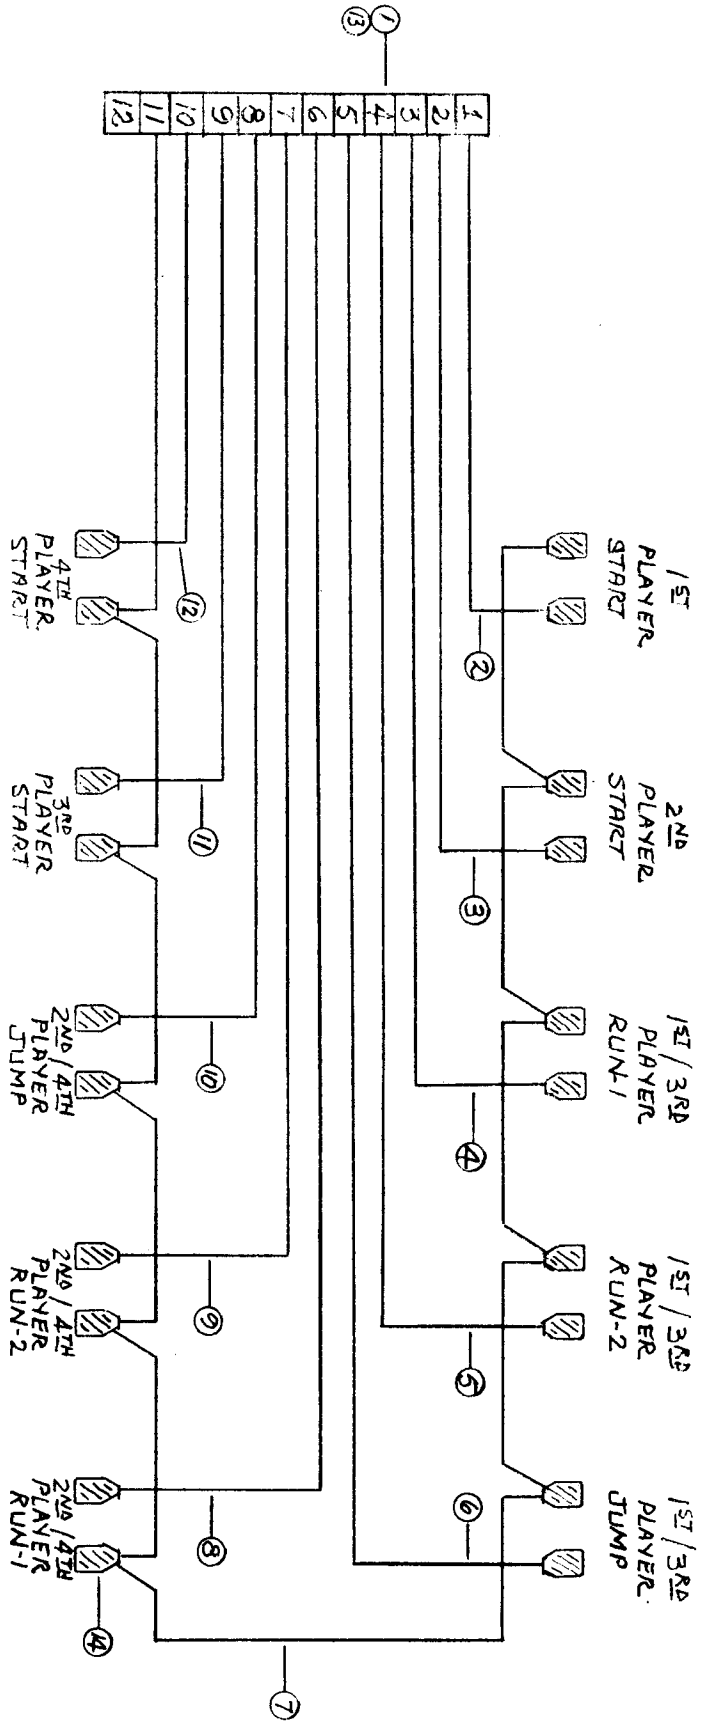 1
13
1 2 3 4 5 6 7 8 9 10 11 12
1ST
PLAYER
START
2ND
PLAYER
START
1ST/3RD
PLAYER
RUN-1
1ST/3RD
PLAYER
RUN-2
1ST/3RD
PLAYER
JUMP
2
3
4
5
6
7
12
11
10
9
8
14
4TH
PLAYER
START
3RD
PLAYER
START
2ND/4TH
PLAYER
JUMP
2ND/4TH
PLAYER
RUN-2
2ND/4TH
PLAYER
RUN-1